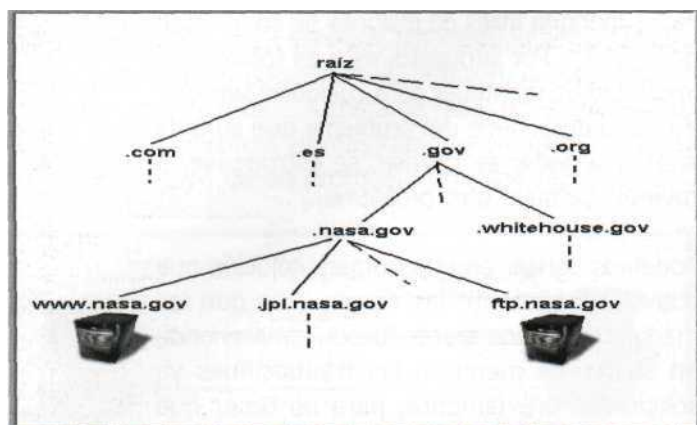 raíz
.com .es .gov .org
.nasa.gov .whitehouse.gov
www.nasa.gov .jpl.nasa.gov ftp.nasa.gov